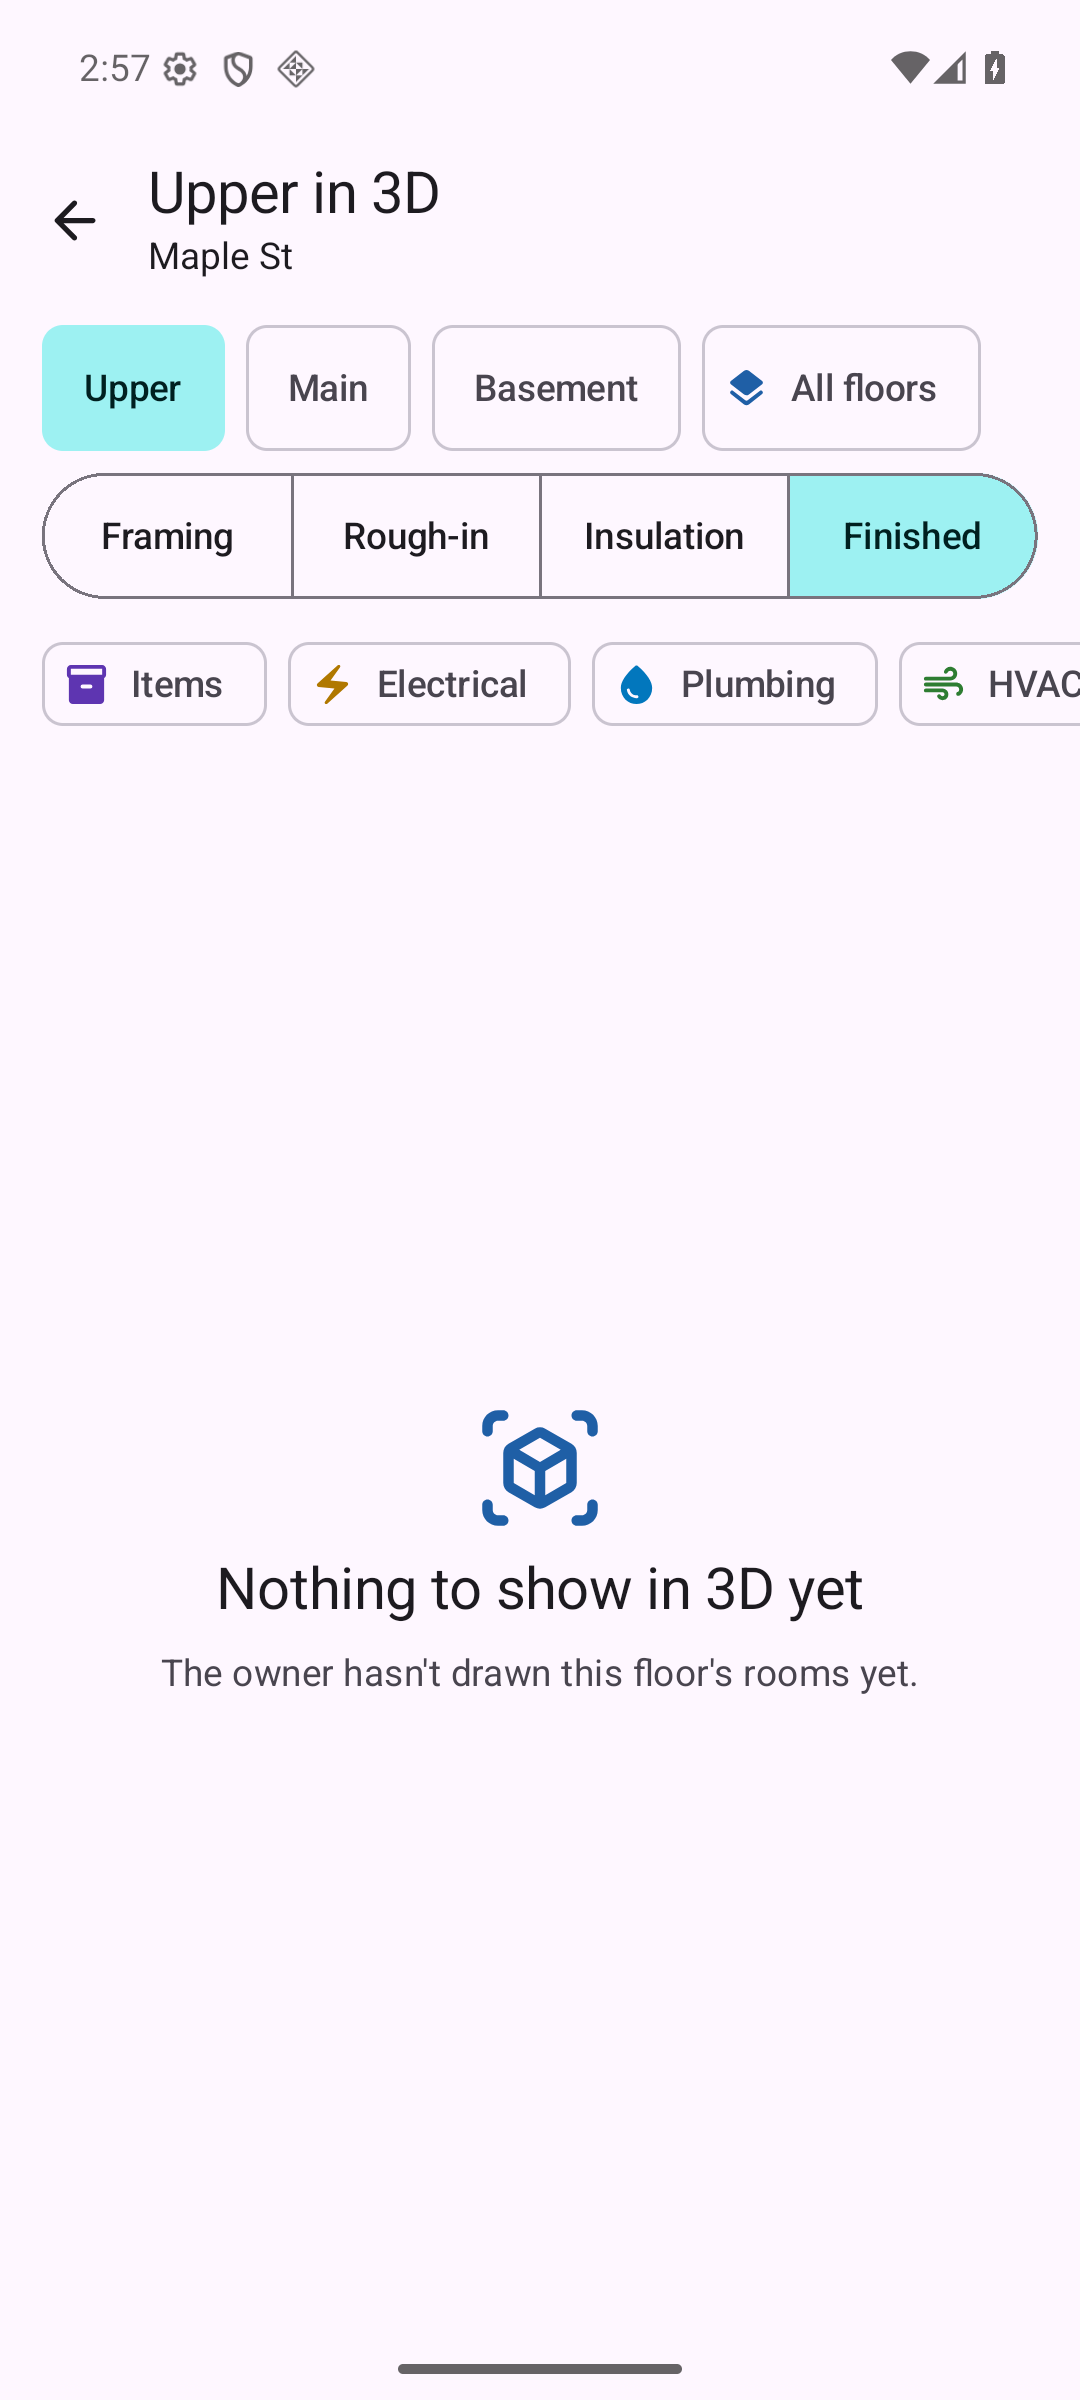 2:57
Upper in 3D
Maple St
Upper
Main
Basement
All floors
Framing
Rough-in
Insulation
Finished
Items
Electrical
Plumbing
HVAC
Nothing to show in 3D yet
The owner hasn't drawn this floor's rooms yet.